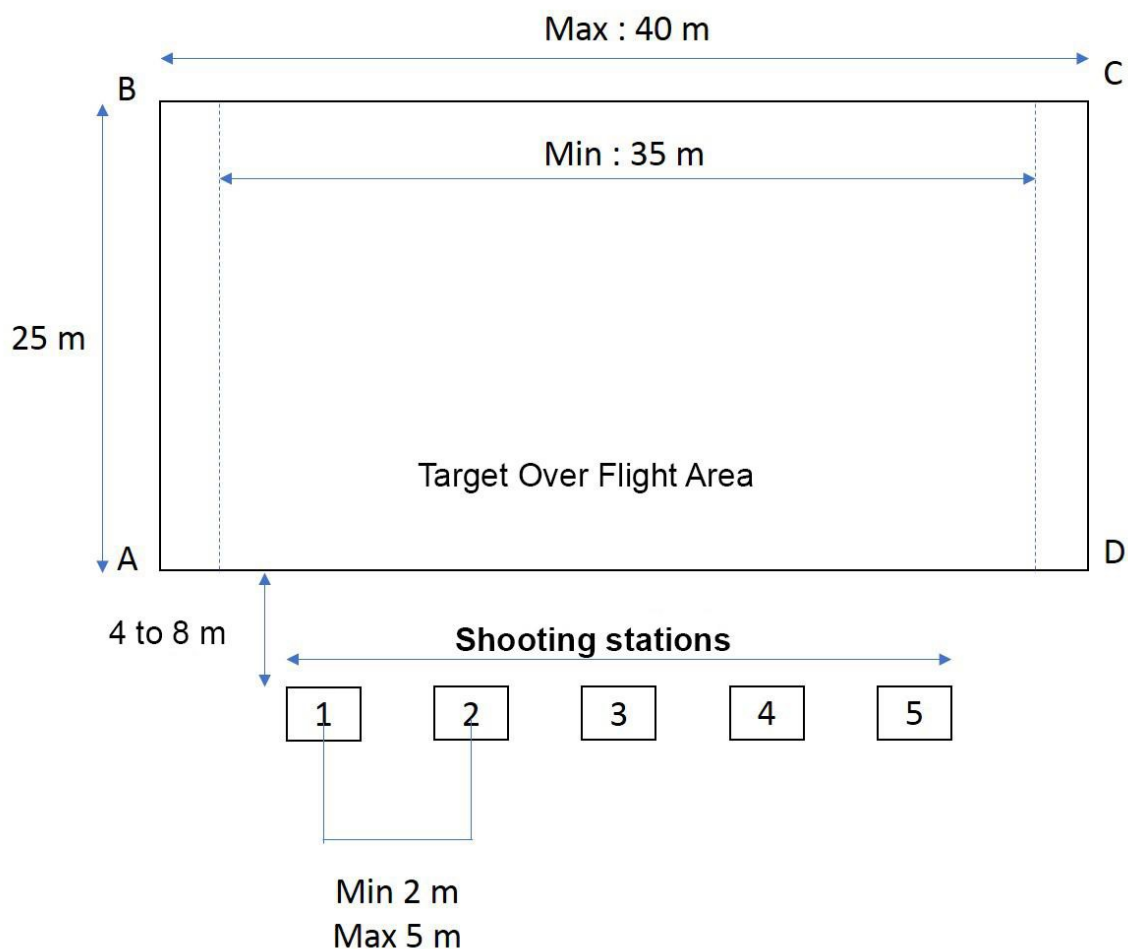 Max : 40 m
B
C
Min : 35 m
25 m
Target Over Flight Area
A
D
4 to 8 m
Shooting stations
1
2
3
4
5
Min 2 m
Max 5 m